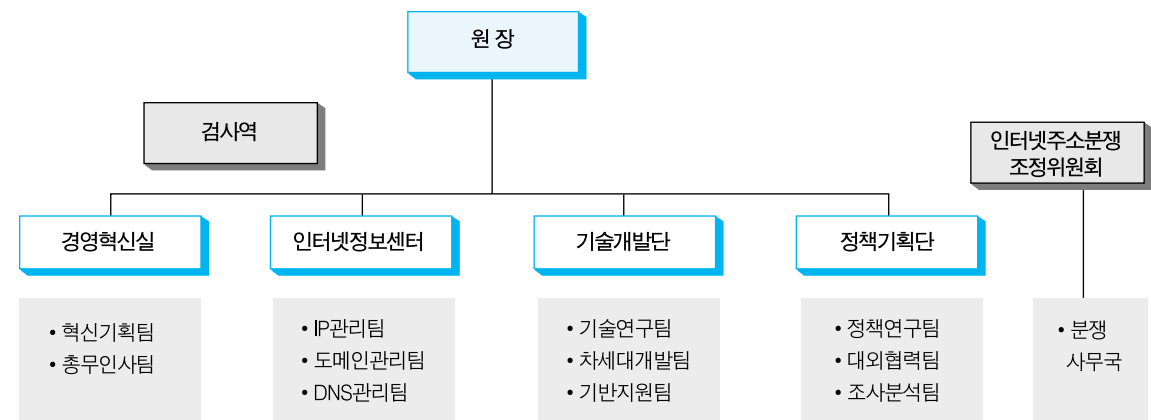 원 장
검사역
인터넷주소분쟁
조정위원회
경영혁신실
인터넷정보센터
기술개발단
정책기획단
• 혁신기획팀
• 총무인사팀
• IP관리팀
• 도메인관리팀
• DNS관리팀
• 기술연구팀
• 차세대개발팀
• 기반지원팀
• 정책연구팀
• 대외협력팀
• 조사분석팀
• 분쟁
사무국